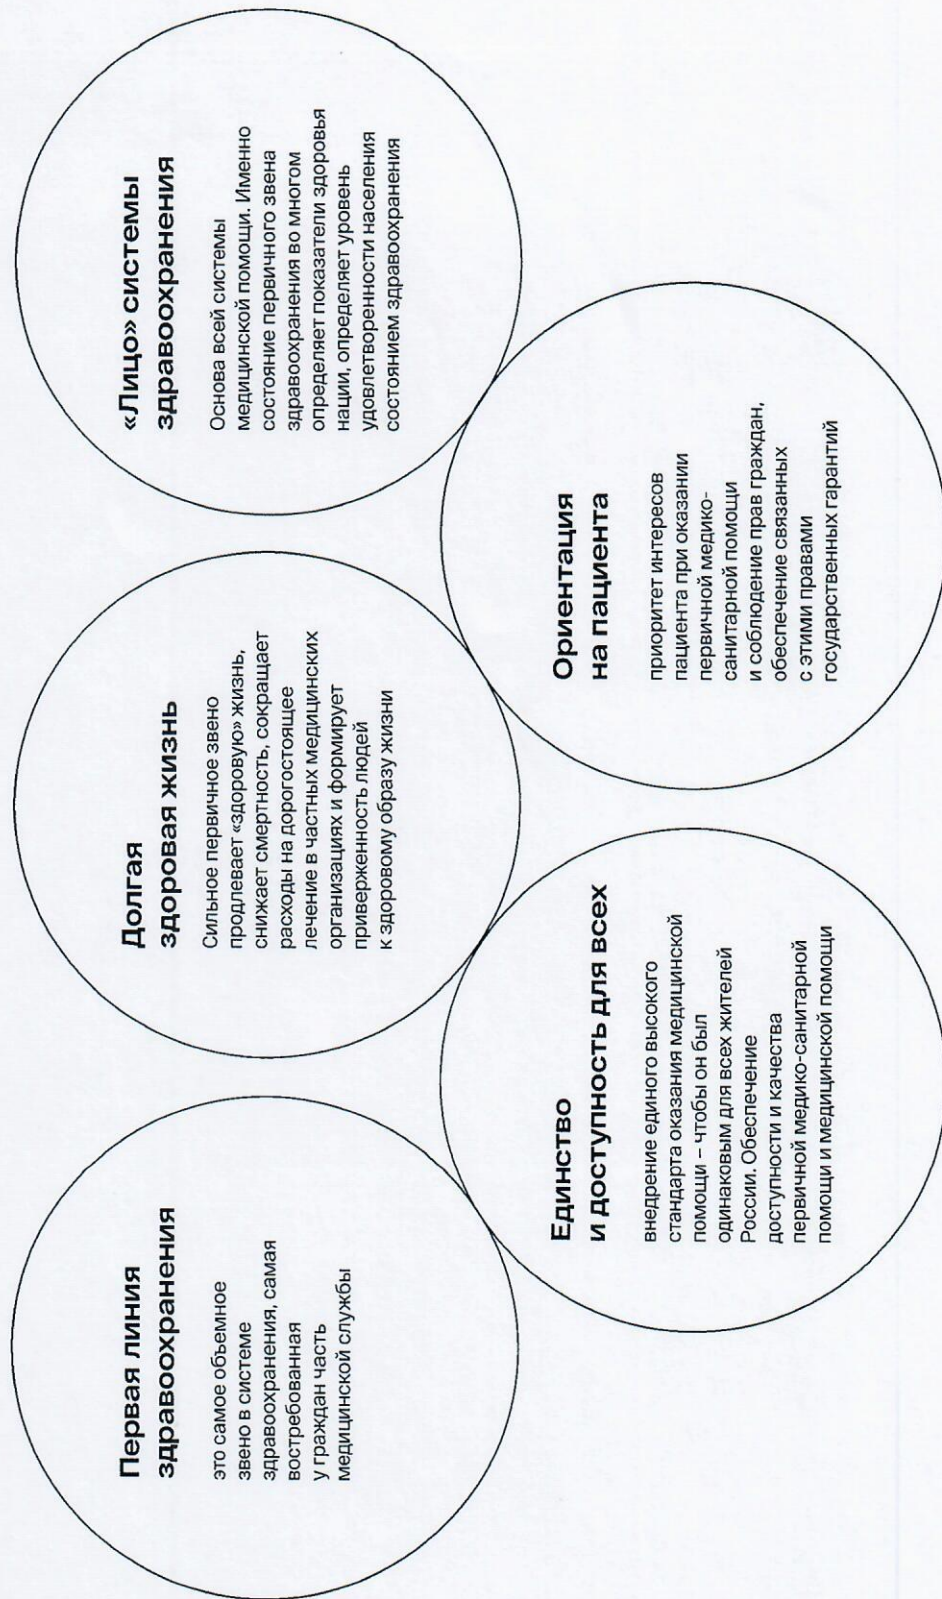 Первая линия
здравоохранения
это самое объемное
звено в системе
здравоохранения, самая
востребованная
у граждан часть
медицинской службы
Долгая
здоровая жизнь
Сильное первичное звено
продлевает «здоровую» жизнь,
снижает смертность, сокращает
расходы на дорогостоящее
лечение в частных медицинских
организациях и формирует
приверженность людей
к здоровому образу жизни
«Лицо» системы
здравоохранения
Основа всей системы
медицинской помощи. Именно
состояние первичного звена
здравоохранения во многом
определяет показатели здоровья
нации, определяет уровень
удовлетворенности населения
состоянием здравоохранения
Единство
и доступность для всех
внедрение единого высокого
стандарта оказания медицинской
помощи – чтобы он был
одинаковым для всех жителей
России. Обеспечение
доступности и качества
первичной медико-санитарной
помощи и медицинской помощи
Ориентация
на пациента
приоритет интересов
пациента при оказании
первичной медико-
санитарной помощи
и соблюдение прав граждан,
обеспечение связанных
с этими правами
государственных гарантий